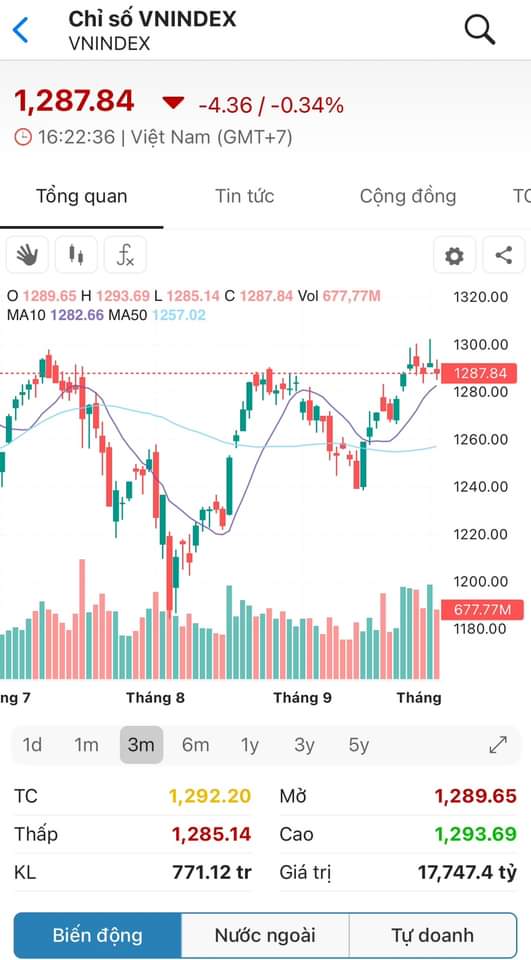 Chỉ số VNINDEX
VNINDEX
1,287.84 -4.36 / -0.34%
16:22:36 | Việt Nam (GMT+7)
Tổng quan Tin tức Cộng đồng TC
fx
O 1289.65 H 1293.69 L 1285.14 C 1287.84 Vol 677,77M
MA10 1282.66 MA50 1257.02
1320.00
1300.00
1287.84
1280.00
1260.00
1240.00
1220.00
1200.00
677.77M
1180.00
ng 7 Tháng 8 Tháng 9 Tháng
1d 1m 3m 6m 1y 3y 5y
TC 1,292.20 Mở 1,289.65
Thấp 1,285.14 Cao 1,293.69
KL 771.12 tr Giá trị 17,747.4 tỷ
Biến động Nước ngoài Tự doanh